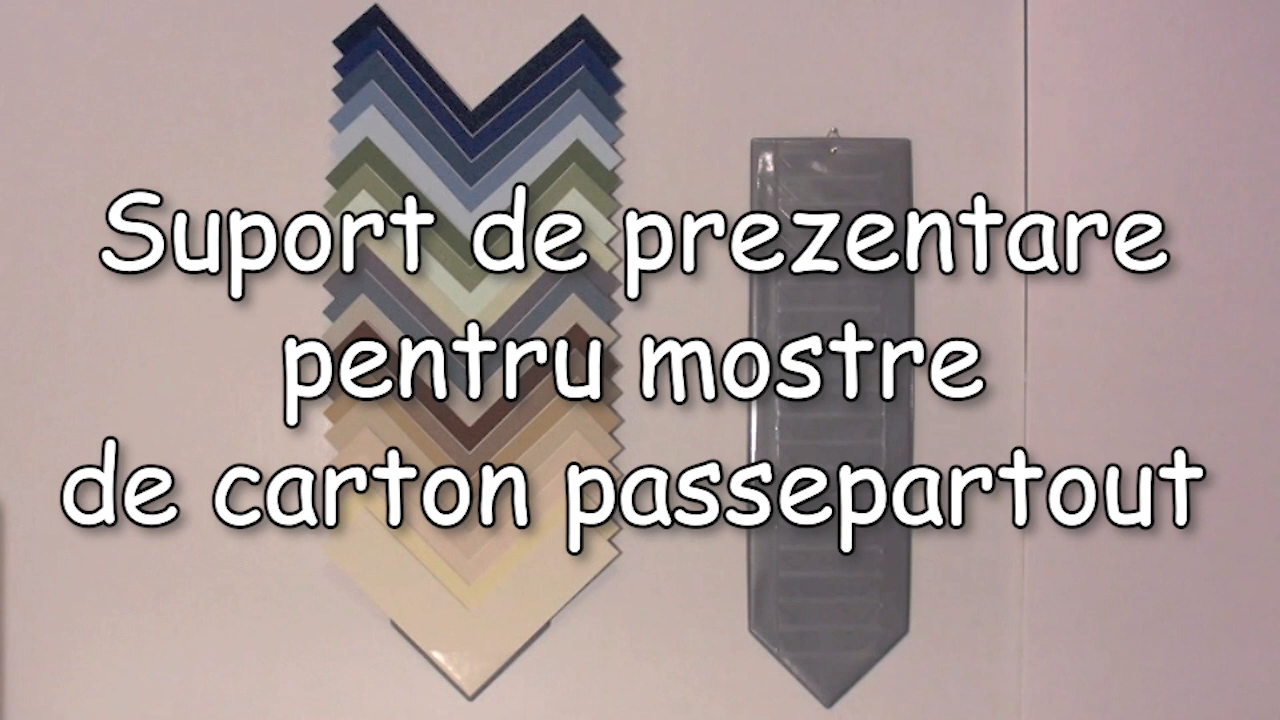 Suport de prezentare
pentru mostre
de carton passepartout